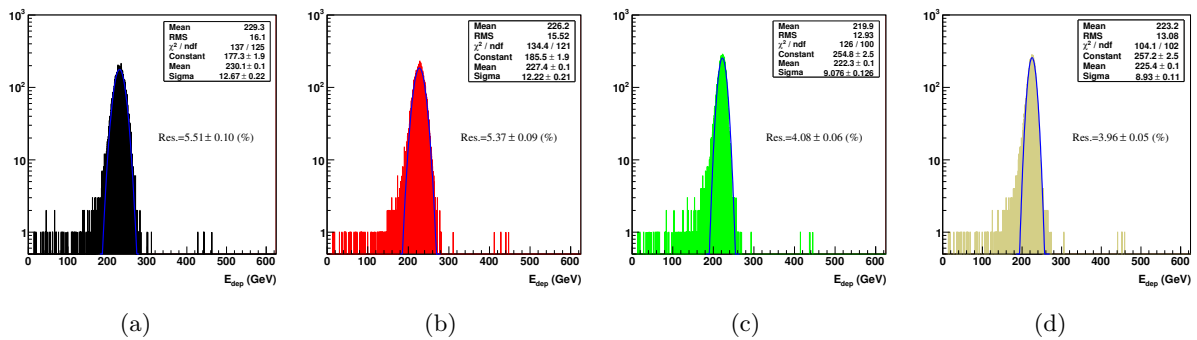 10³
10²
10
1
0 100 200 300 400 500 600
E_dep (GeV)
Mean 229.3
RMS 16.1
χ² / ndf 137 / 125
Constant 177.3 ± 1.9
Mean 230.1 ± 0.1
Sigma 12.67 ± 0.22
Res.=5.51± 0.10 (%)
(a)
10³
10²
10
1
0 100 200 300 400 500 600
E_dep (GeV)
Mean 226.2
RMS 15.52
χ² / ndf 134.4 / 121
Constant 185.5 ± 1.9
Mean 227.4 ± 0.1
Sigma 12.22 ± 0.21
Res.=5.37± 0.09 (%)
(b)
10³
10²
10
1
0 100 200 300 400 500 600
E_dep (GeV)
Mean 219.9
RMS 12.93
χ² / ndf 126 / 100
Constant 254.8 ± 2.5
Mean 222.3 ± 0.1
Sigma 9.076 ± 0.126
Res.=4.08± 0.06 (%)
(c)
10³
10²
10
1
0 100 200 300 400 500 600
E_dep (GeV)
Mean 223.2
RMS 13.08
χ² / ndf 104.1 / 102
Constant 257.2 ± 2.5
Mean 225.4 ± 0.1
Sigma 8.93 ± 0.11
Res.=3.96± 0.05 (%)
(d)